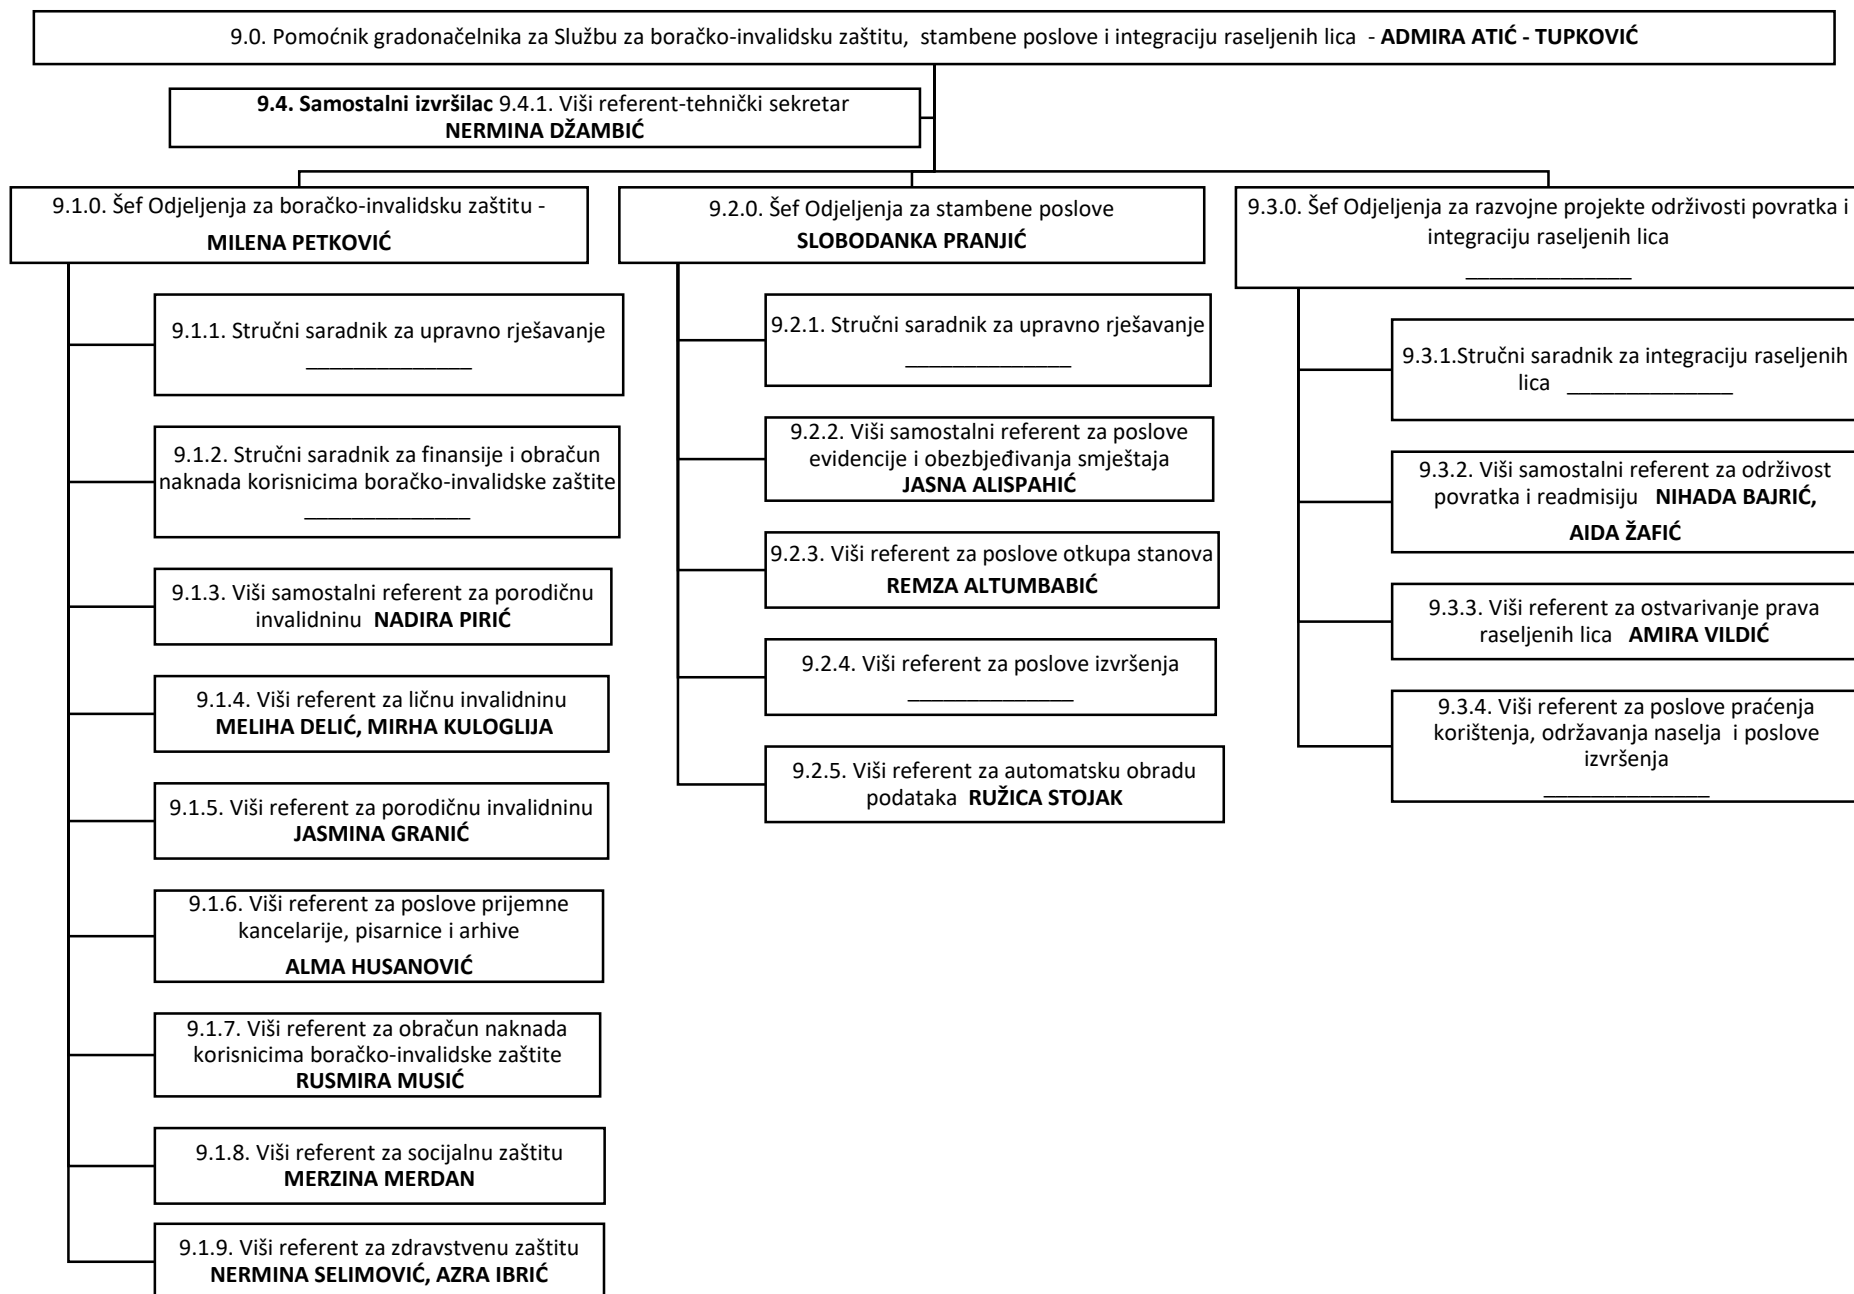 9.0. Pomoćnik gradonačelnika za Službu za boračko-invalidsku zaštitu, stambene poslove i integraciju raseljenih lica - ADMIRA ATIĆ - TUPKOVIĆ
9.4. Samostalni izvršilac 9.4.1. Viši referent-tehnički sekretar
NERMINA DŽAMBIĆ
9.1.0. Šef Odjeljenja za boračko-invalidsku zaštitu -
MILENA PETKOVIĆ
9.1.1. Stručni saradnik za upravno rješavanje
______________
9.1.2. Stručni saradnik za finansije i obračun
naknada korisnicima boračko-invalidske zaštite
______________
9.1.3. Viši samostalni referent za porodičnu
invalidninu NADIRA PIRIĆ
9.1.4. Viši referent za ličnu invalidninu
MELIHA DELIĆ, MIRHA KULOGLIJA
9.1.5. Viši referent za porodičnu invalidninu
JASMINA GRANIĆ
9.1.6. Viši referent za poslove prijemne
kancelarije, pisarnice i arhive
ALMA HUSANOVIĆ
9.1.7. Viši referent za obračun naknada
korisnicima boračko-invalidske zaštite
RUSMIRA MUSIĆ
9.1.8. Viši referent za socijalnu zaštitu
MERZINA MERDAN
9.1.9. Viši referent za zdravstvenu zaštitu
NERMINA SELIMOVIĆ, AZRA IBRIĆ
9.2.0. Šef Odjeljenja za stambene poslove
SLOBODANKA PRANJIĆ
9.2.1. Stručni saradnik za upravno rješavanje
______________
9.2.2. Viši samostalni referent za poslove
evidencije i obezbjeđivanja smještaja
JASNA ALISPAHIĆ
9.2.3. Viši referent za poslove otkupa stanova
REMZA ALTUMBABIĆ
9.2.4. Viši referent za poslove izvršenja
______________
9.2.5. Viši referent za automatsku obradu
podataka RUŽICA STOJAK
9.3.0. Šef Odjeljenja za razvojne projekte održivosti povratka i
integraciju raseljenih lica
______________
9.3.1.Stručni saradnik za integraciju raseljenih
lica ______________
9.3.2. Viši samostalni referent za održivost
povratka i readmisiju NIHADA BAJRIĆ,
AIDA ŽAFIĆ
9.3.3. Viši referent za ostvarivanje prava
raseljenih lica AMIRA VILDIĆ
9.3.4. Viši referent za poslove praćenja
korištenja, održavanja naselja i poslove
izvršenja
______________